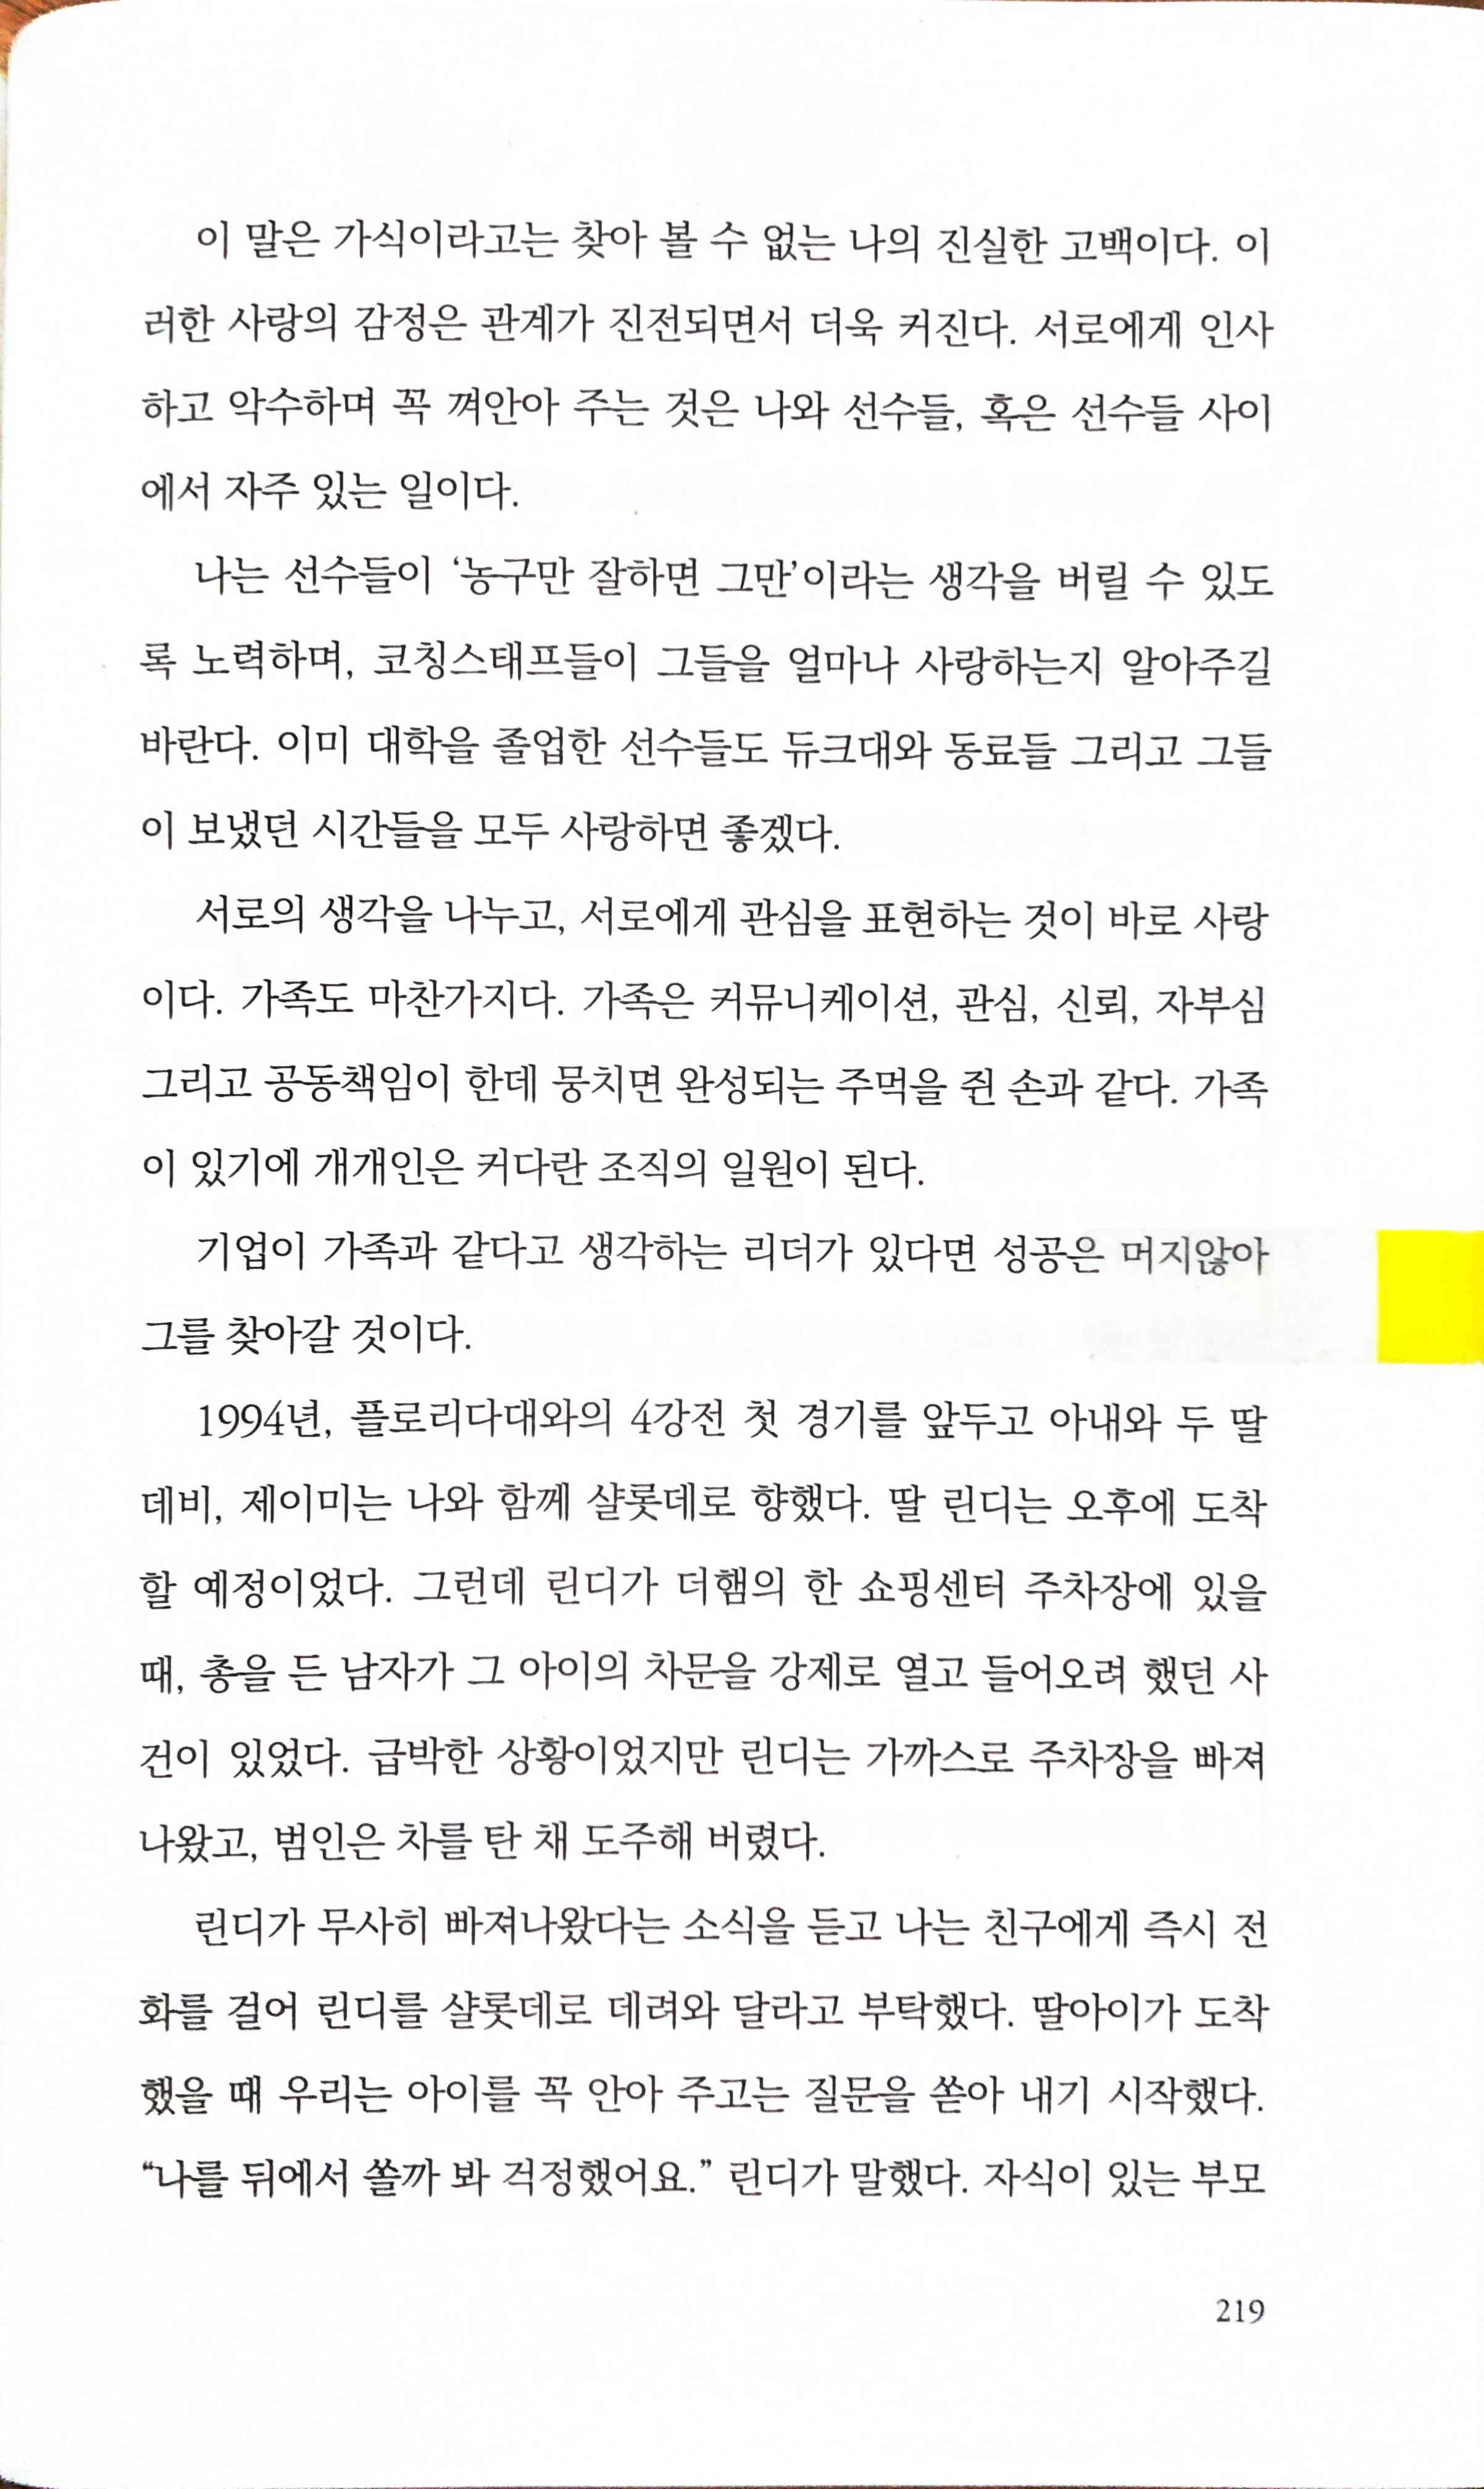 이 말은 가식이라고는 찾아 볼 수 없는 나의 진실한 고백이다. 이
러한 사랑의 감정은 관계가 진전되면서 더욱 커진다. 서로에게 인사
하고 악수하며 꼭 껴안아 주는 것은 나와 선수들, 혹은 선수들 사이
에서 자주 있는 일이다.
나는 선수들이 ‘농구만 잘하면 그만’이라는 생각을 버릴 수 있도
록 노력하며, 코칭스태프들이 그들을 얼마나 사랑하는지 알아주길
바란다. 이미 대학을 졸업한 선수들도 듀크대와 동료들 그리고 그들
이 보냈던 시간들을 모두 사랑하면 좋겠다.
서로의 생각을 나누고, 서로에게 관심을 표현하는 것이 바로 사랑
이다. 가족도 마찬가지다. 가족은 커뮤니케이션, 관심, 신뢰, 자부심
그리고 공동책임이 한데 뭉치면 완성되는 주먹을 쥔 손과 같다. 가족
이 있기에 개개인은 커다란 조직의 일원이 된다.
기업이 가족과 같다고 생각하는 리더가 있다면 성공은 머지않아
그를 찾아갈 것이다.
1994년, 플로리다대와의 4강전 첫 경기를 앞두고 아내와 두 딸
데비, 제이미는 나와 함께 샬롯데로 향했다. 딸 린디는 오후에 도착
할 예정이었다. 그런데 린디가 더햄의 한 쇼핑센터 주차장에 있을
때, 총을 든 남자가 그 아이의 차문을 강제로 열고 들어오려 했던 사
건이 있었다. 급박한 상황이었지만 린디는 가까스로 주차장을 빠져
나왔고, 범인은 차를 탄 채 도주해 버렸다.
린디가 무사히 빠져나왔다는 소식을 듣고 나는 친구에게 즉시 전
화를 걸어 린디를 샬롯데로 데려와 달라고 부탁했다. 딸아이가 도착
했을 때 우리는 아이를 꼭 안아 주고는 질문을 쏟아 내기 시작했다.
“나를 뒤에서 쏠까 봐 걱정했어요.” 린디가 말했다. 자식이 있는 부모
219